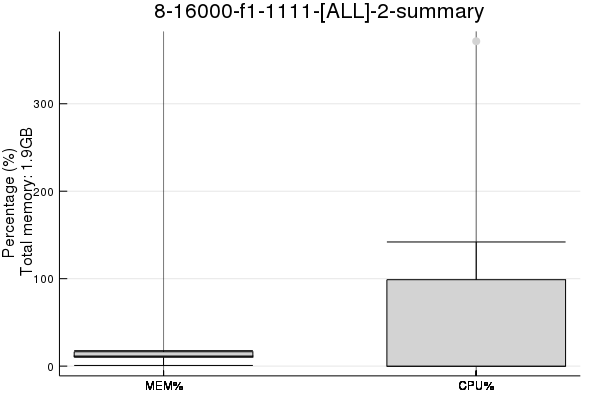 8-16000-f1-1111-[ALL]-2-summary
Percentage (%)
Total memory: 1.9GB
300
200
100
0
MEM%
CPU%